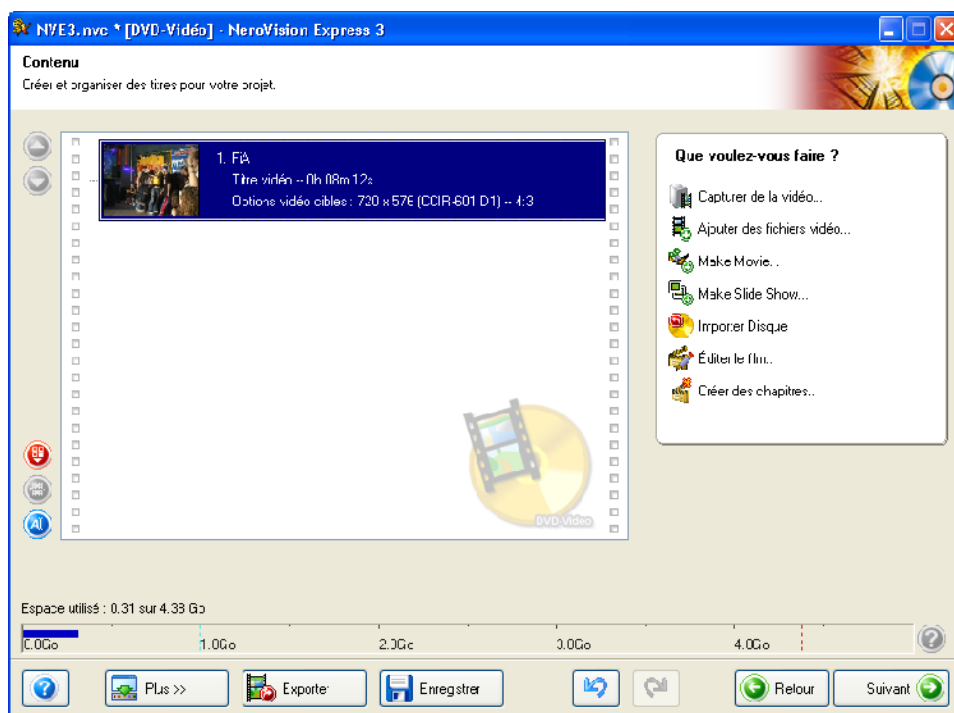 NVE3.nvc * [DVD-Vidéo] - NeroVision Express 3
Contenu
Créer et organiser des titres pour votre projet.
1. FIA
Titre vidéo -- 0h 08m 12s
Options vidéo cibles : 720 x 576 (CCIR-601 D1) -- 4:3
DVD-Video
Que voulez-vous faire ?
Capturer de la vidéo...
Ajouter des fichiers vidéo...
Make Movie...
Make Slide Show...
Importer Disque
Éditer le film...
Créer des chapitres...
Espace utilisé : 0.31 sur 4.38 Go
0.0Go 1.0Go 2.0Go 3.0Go 4.0Go
Plus >> Exporter Enregistrer Retour Suivant